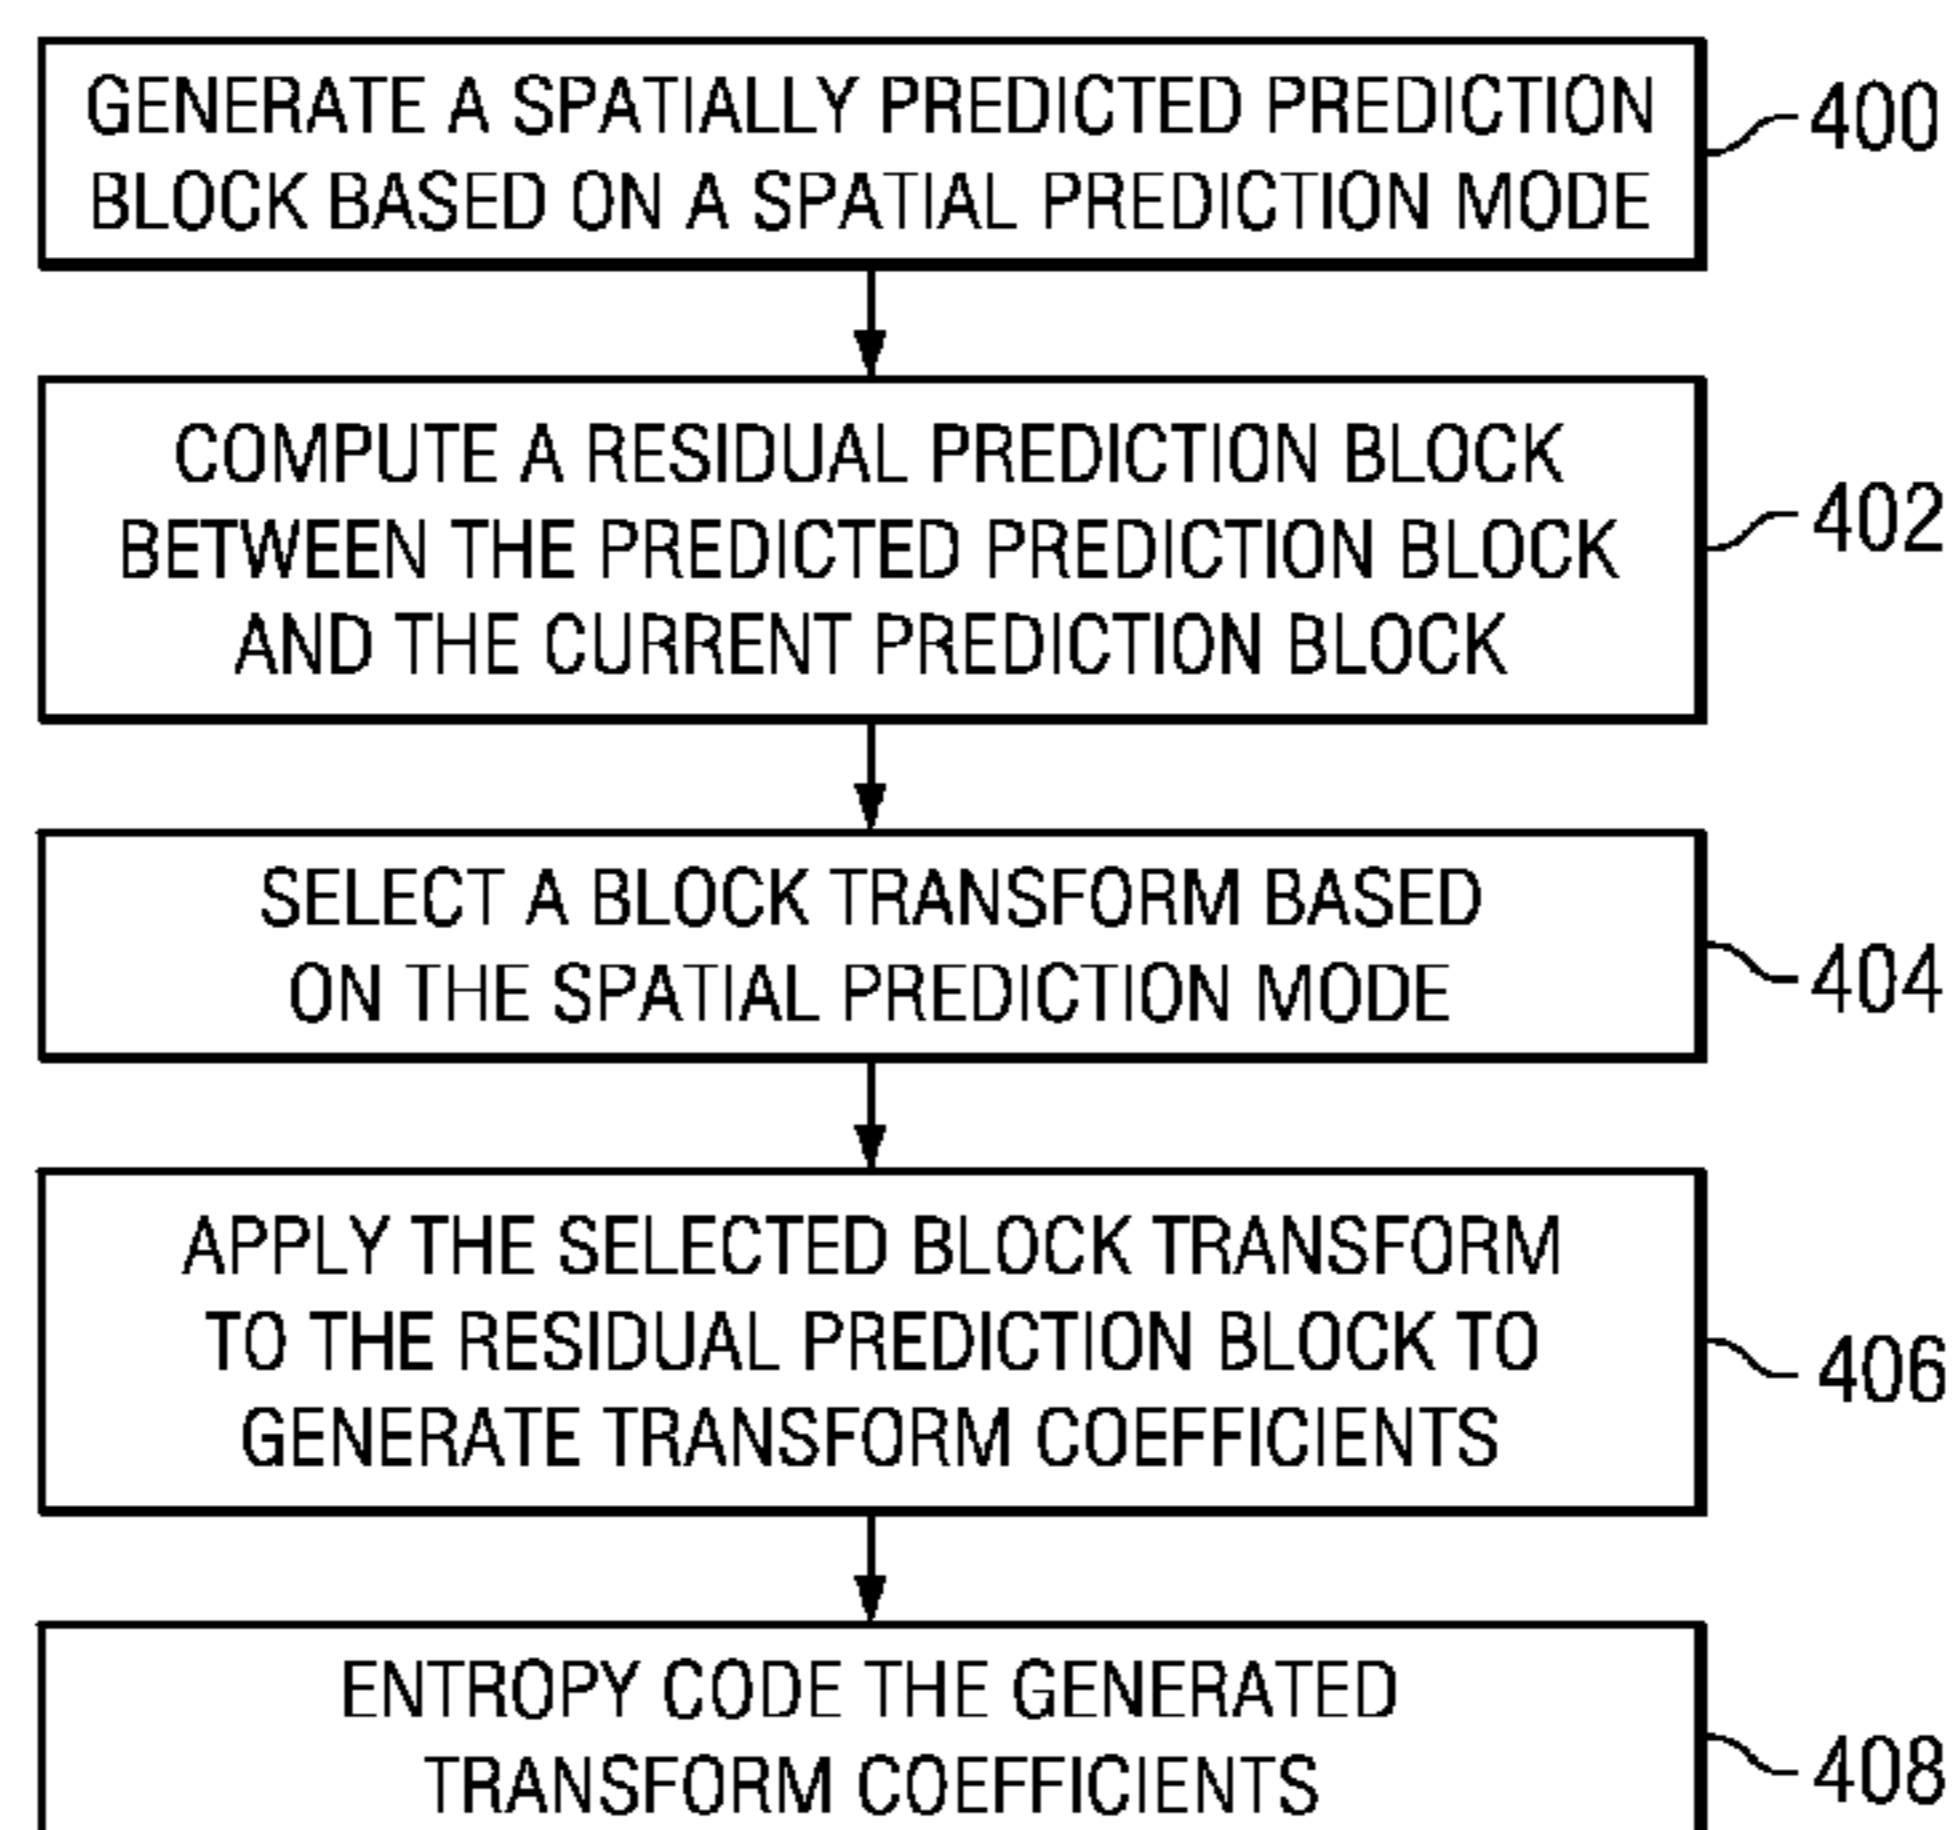 GENERATE A SPATIALLY PREDICTED PREDICTION
BLOCK BASED ON A SPATIAL PREDICTION MODE
400
COMPUTE A RESIDUAL PREDICTION BLOCK
BETWEEN THE PREDICTED PREDICTION BLOCK
AND THE CURRENT PREDICTION BLOCK
402
SELECT A BLOCK TRANSFORM BASED
ON THE SPATIAL PREDICTION MODE
404
APPLY THE SELECTED BLOCK TRANSFORM
TO THE RESIDUAL PREDICTION BLOCK TO
GENERATE TRANSFORM COEFFICIENTS
406
ENTROPY CODE THE GENERATED
TRANSFORM COEFFICIENTS
408